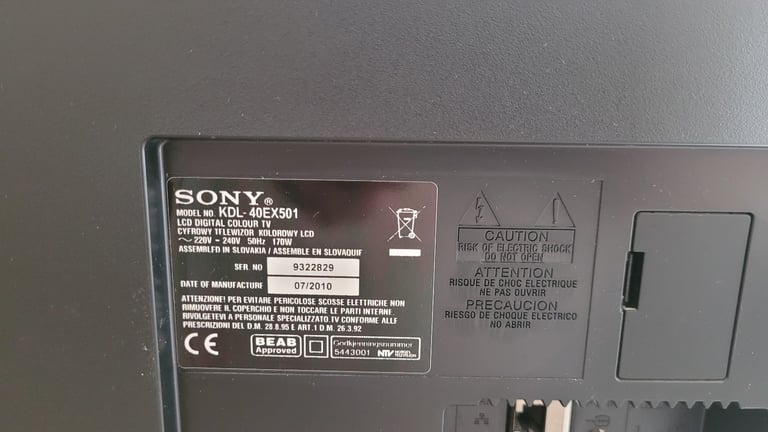 SONY®
MODEL NO. KDL-40EX501
LCD DIGITAL COLOUR TV
CYFROWY TELEWIZOR KOLOROWY LCD
~ 220V - 240V 50Hz 170W
ASSEMBLED IN SLOVAKIA / ASSEMBLE EN SLOVAQUIE
SER. NO 9322829
DATE OF MANUFACTURE 07/2010
ATTENZIONE! PER EVITARE PERICOLOSE SCOSSE ELETTRICHE NON
RIMUOVERE IL COPERCHIO E NON TOCCARE LE PARTI INTERNE.
RIVOLGETEVI A PERSONALE SPECIALIZZATO.TV CONFORME ALLE
PRESCRIZIONI DEL D.M. 28.8.95 E ART.1 D.M. 26.3.92
CE
BEAB
Approved
Godkjenningsnummer
5443001 NTV NORGES TELEVISJON
CAUTION
RISK OF ELECTRIC SHOCK
DO NOT OPEN
ATTENTION
RISQUE DE CHOC ELECTRIQUE
NE PAS OUVRIR
PRECAUCION
RIESGO DE CHOQUE ELECTRICO
NO ABRIR